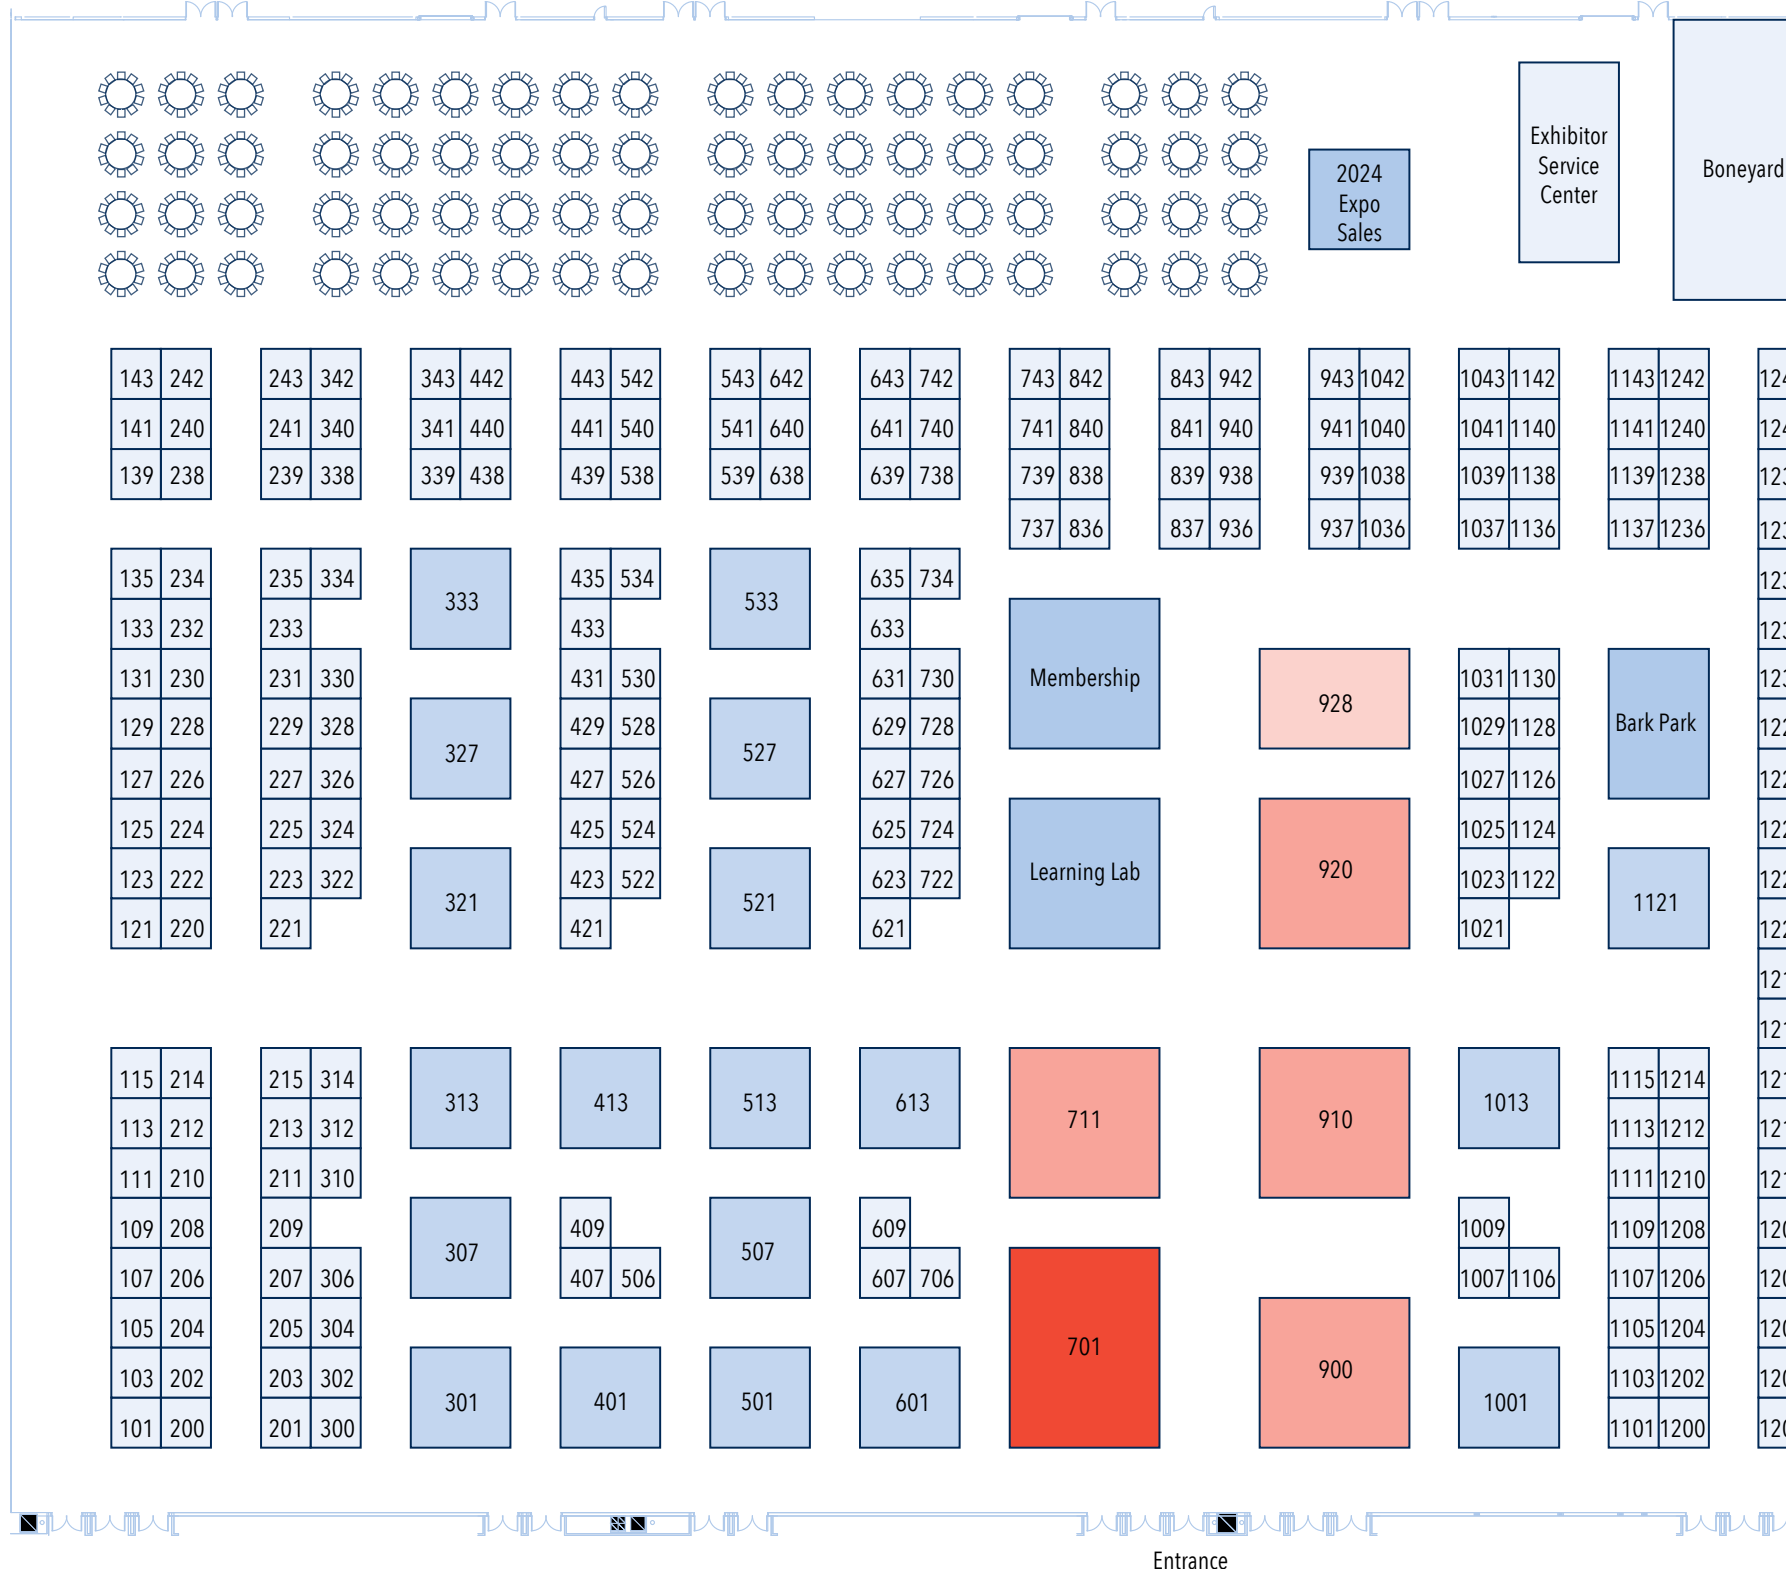 Exhibitor
Service
Center
Boneyard
2024
Expo
Sales
143 242 243 342 343 442 443 542 543 642 643 742 743 842 843 942 943 1042 1043 1142 1143 1242
141 240 241 340 341 440 441 540 541 640 641 740 741 840 841 940 941 1040 1041 1140 1141 1240
139 238 239 338 339 438 439 538 539 638 639 738 739 838 839 938 939 1038 1039 1138 1139 1238
737 836 837 936 937 1036 1037 1136 1137 1236
135 234 235 334 333 435 534 533 635 734
133 232 233 433 633
131 230 231 330 431 530 631 730 Membership 928 1031 1130
129 228 229 328 327 429 528 527 629 728 1029 1128 Bark Park
127 226 227 326 427 526 627 726 1027 1126
125 224 225 324 425 524 625 724 1025 1124
123 222 223 322 423 522 623 722 Learning Lab 920 1023 1122
121 220 221 321 421 521 621 1021 1121
115 214 215 314 313 413 513 613 711 910 1013 1115 1214
113 212 213 312 1113 1212
111 210 211 310 1111 1210
109 208 209 409 609 1009 1109 1208
107 206 207 306 307 407 506 507 607 706 1007 1106 1107 1206
105 204 205 304 701 1105 1204
103 202 203 302 900 1103 1202
101 200 201 300 301 401 501 601 1001 1101 1200
Entrance